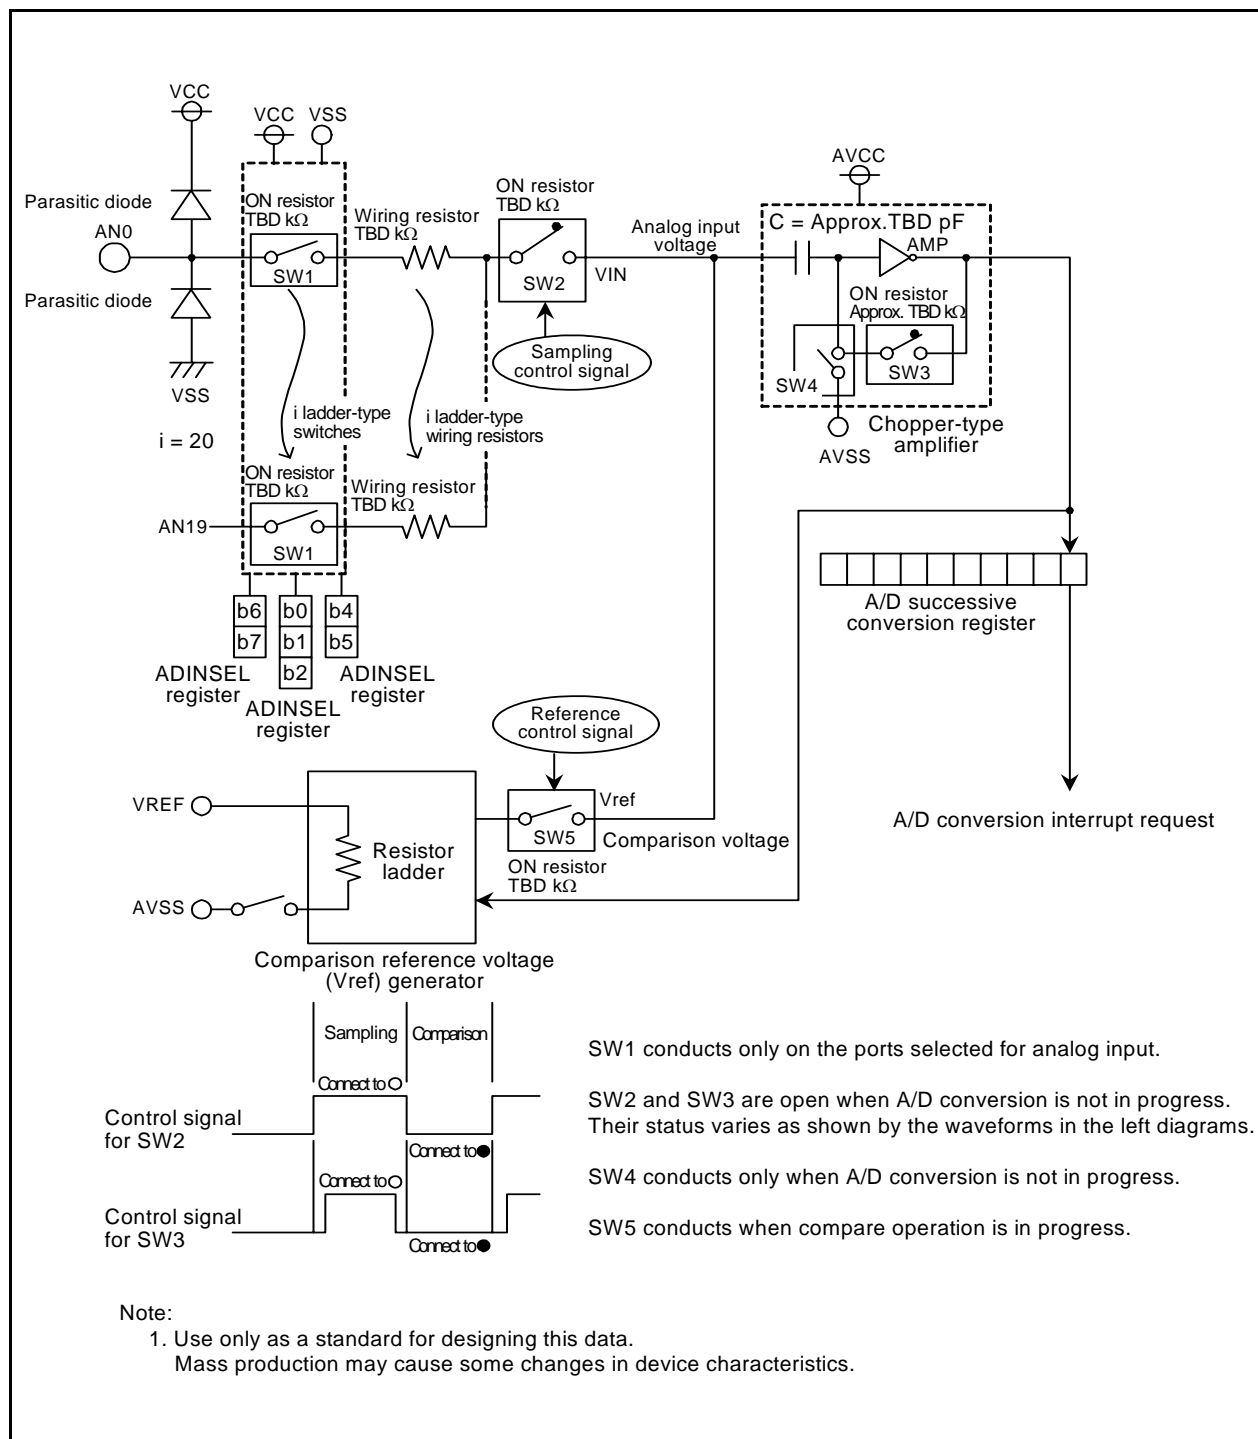 VCC
VCC
VSS
Parasitic diode
AN0
Parasitic diode
VSS
i = 20
ON resistor
TBD kΩ
SW1
Wiring resistor
TBD kΩ
ON resistor
TBD kΩ
SW2
VIN
Sampling
control signal
Analog input
voltage
AVCC
C = Approx.TBD pF
AMP
ON resistor
Approx. TBD kΩ
SW4
SW3
AVSS
Chopper-type
amplifier
i ladder-type
switches
i ladder-type
wiring resistors
ON resistor
TBD kΩ
Wiring resistor
TBD kΩ
AN19
SW1
b6
b7
b0
b1
b2
b4
b5
ADINSEL
register
ADINSEL
register
ADINSEL
register
A/D successive
conversion register
Reference
control signal
VREF
AVSS
Resistor
ladder
SW5
Vref
Comparison voltage
ON resistor
TBD kΩ
A/D conversion interrupt request
Comparison reference voltage
(Vref) generator
Sampling
Comparison
Connect to
Control signal
for SW2
Connect to
Connect to
Control signal
for SW3
Connect to
SW1 conducts only on the ports selected for analog input.
SW2 and SW3 are open when A/D conversion is not in progress.
Their status varies as shown by the waveforms in the left diagrams.
SW4 conducts only when A/D conversion is not in progress.
SW5 conducts when compare operation is in progress.
Note:
1. Use only as a standard for designing this data.
Mass production may cause some changes in device characteristics.